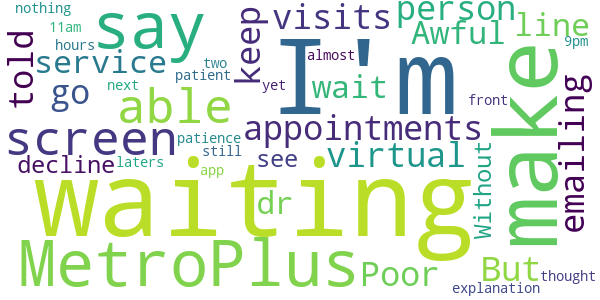 nothing
11am
hours
say
two
patient
next
told
service
go
able
screen
decline
laters
patience
still
app
waiting
MetroPlus
keep
visits
almost
yet
wait
I'm
person
Awful
line
9pm
front
make
emailing
appointments
see
virtual
Without
dr
Poor
But
thought
explanation